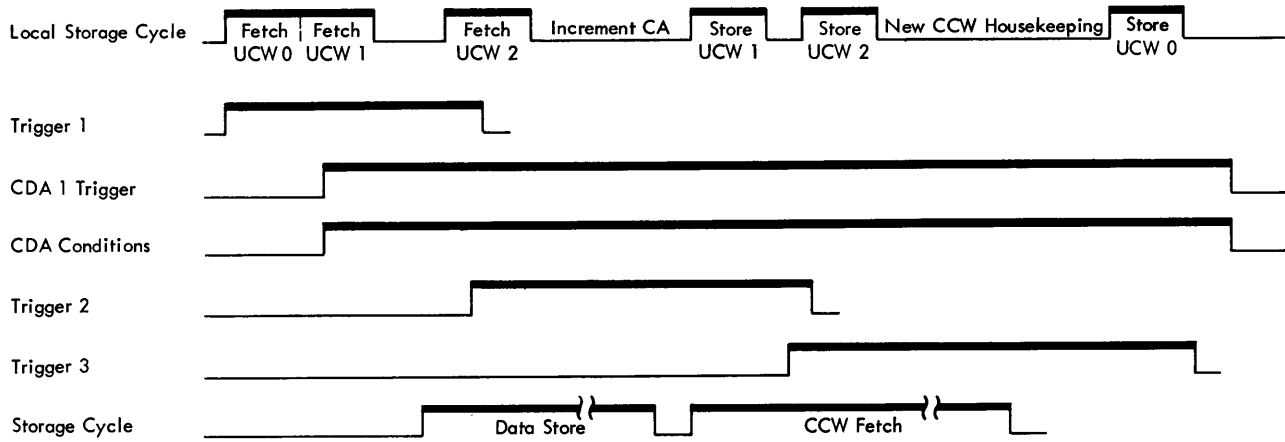 Local Storage Cycle
Fetch UCW 0
Fetch UCW 1
Fetch UCW 2
Increment CA
Store UCW 1
Store UCW 2
New CCW Housekeeping
Store UCW 0
Trigger 1
CDA 1 Trigger
CDA Conditions
Trigger 2
Trigger 3
Storage Cycle
Data Store
CCW Fetch